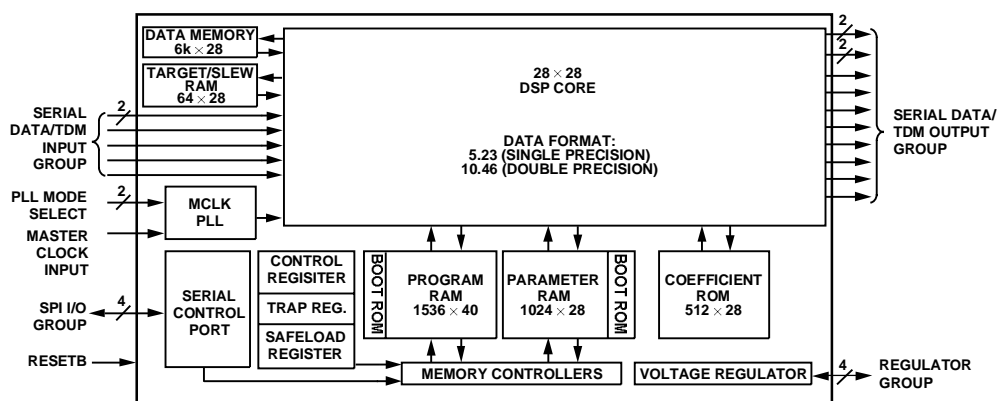 2
2
DATA MEMORY
6k × 28
28 × 28
DSP CORE
TARGET/SLEW
RAM
64 × 28
2
SERIAL
DATA/TDM
INPUT
GROUP
SERIAL DATA/
TDM OUTPUT
GROUP
DATA FORMAT:
5.23 (SINGLE PRECISION)
10.46 (DOUBLE PRECISION)
PLL MODE
SELECT
2
MCLK
PLL
MASTER
CLOCK
INPUT
CONTROL
REGISITER
TRAP REG.
SAFELOAD
REGISTER
BOOT ROM
PROGRAM
RAM
1536 × 40
PARAMETER
RAM
1024 × 28
BOOT ROM
COEFFICIENT
ROM
512 × 28
SERIAL
CONTROL
PORT
SPI I/O
GROUP
4
RESETB
MEMORY CONTROLLERS
VOLTAGE REGULATOR
4
REGULATOR
GROUP